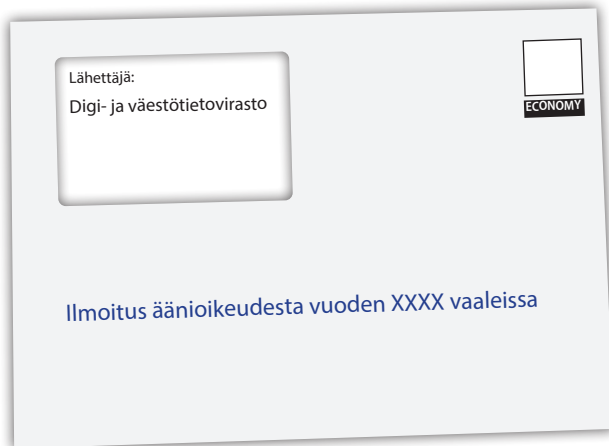 Lähettäjä:
Digi- ja väestötietovirasto
ECONOMY
Ilmoitus äänioikeudesta vuoden XXXX vaaleissa